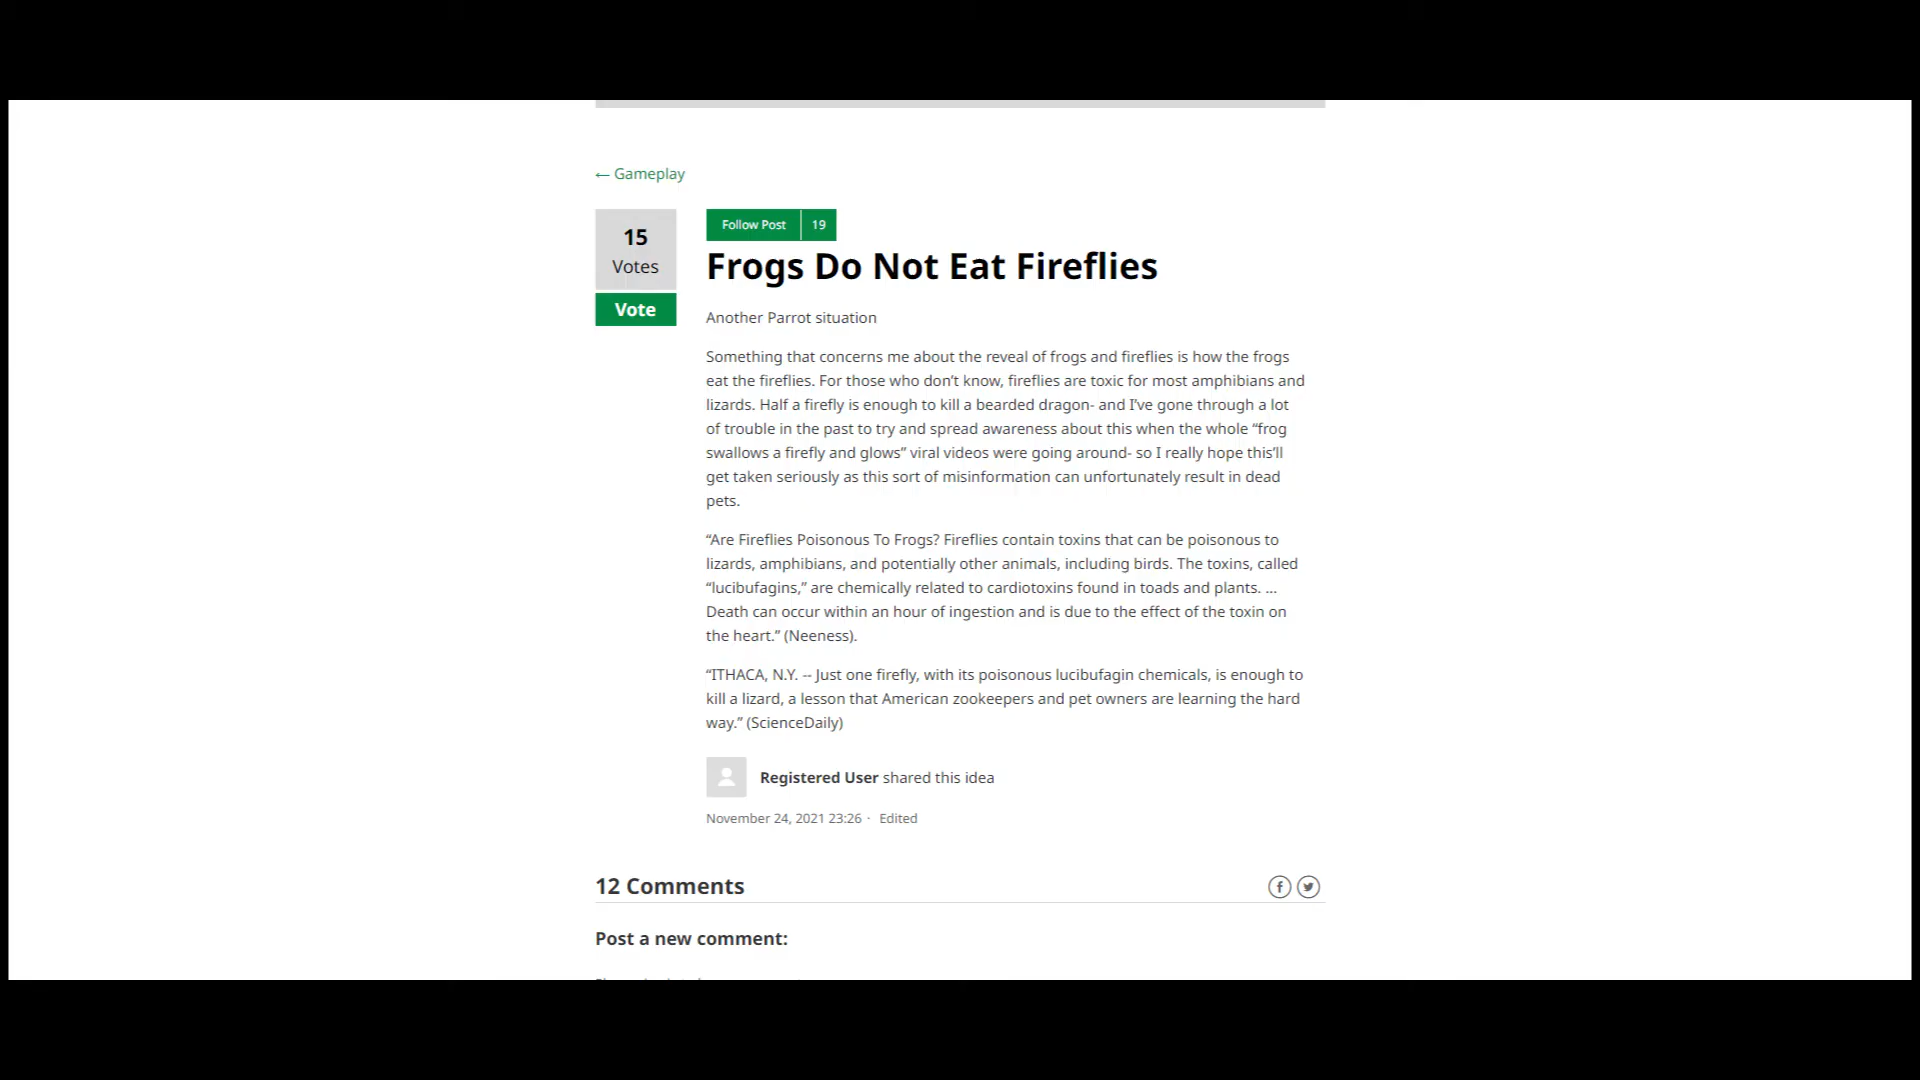 ← Gameplay
15
Votes
Vote
Follow Post 19
Frogs Do Not Eat Fireflies
Another Parrot situation
Something that concerns me about the reveal of frogs and fireflies is how the frogs
eat the fireflies. For those who don’t know, fireflies are toxic for most amphibians and
lizards. Half a firefly is enough to kill a bearded dragon- and I’ve gone through a lot
of trouble in the past to try and spread awareness about this when the whole “frog
swallows a firefly and glows” viral videos were going around- so I really hope this’ll
get taken seriously as this sort of misinformation can unfortunately result in dead
pets.
“Are Fireflies Poisonous To Frogs? Fireflies contain toxins that can be poisonous to
lizards, amphibians, and potentially other animals, including birds. The toxins, called
“lucibufagins,” are chemically related to cardiotoxins found in toads and plants. ...
Death can occur within an hour of ingestion and is due to the effect of the toxin on
the heart.” (Neeness).
“ITHACA, N.Y. -- Just one firefly, with its poisonous lucibufagin chemicals, is enough to
kill a lizard, a lesson that American zookeepers and pet owners are learning the hard
way.” (ScienceDaily)
Registered User shared this idea
November 24, 2021 23:26 · Edited
12 Comments
Post a new comment: